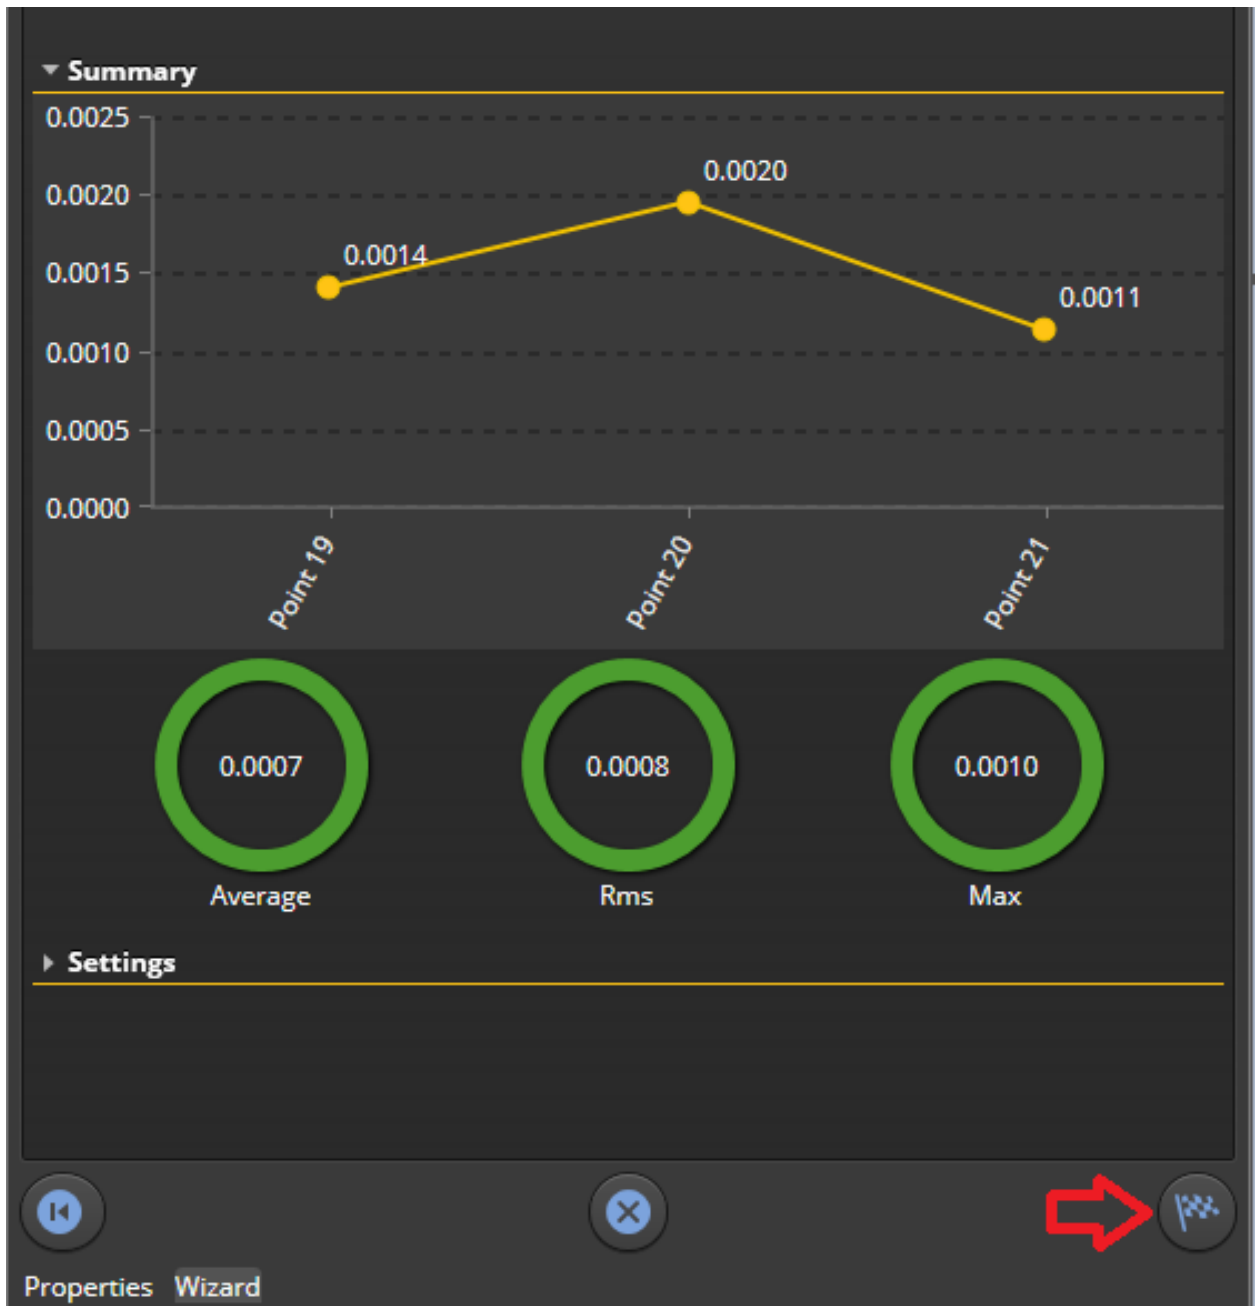 Summary
0.0025
0.0020
0.0020
0.0014
0.0015
0.0011
0.0010
0.0005
0.0000
Point 19
Point 20
Point 21
0.0007
0.0008
0.0010
Average
Rms
Max
Settings
Properties Wizard